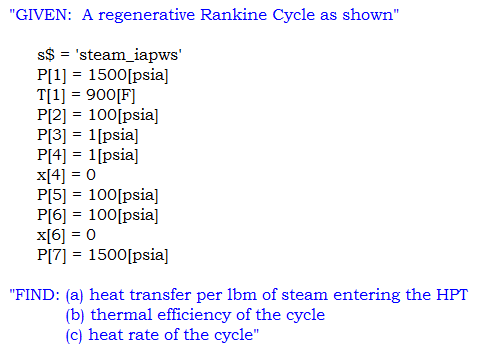 "GIVEN:  A regenerative Rankine Cycle as shown"
s$ = 'steam_iapws'
P[1] = 1500[psia]
T[1] = 900[F]
P[2] = 100[psia]
P[3] = 1[psia]
P[4] = 1[psia]
x[4] = 0
P[5] = 100[psia]
P[6] = 100[psia]
x[6] = 0
P[7] = 1500[psia]
"FIND: (a) heat transfer per lbm of steam entering the HPT
(b) thermal efficiency of the cycle
(c) heat rate of the cycle"